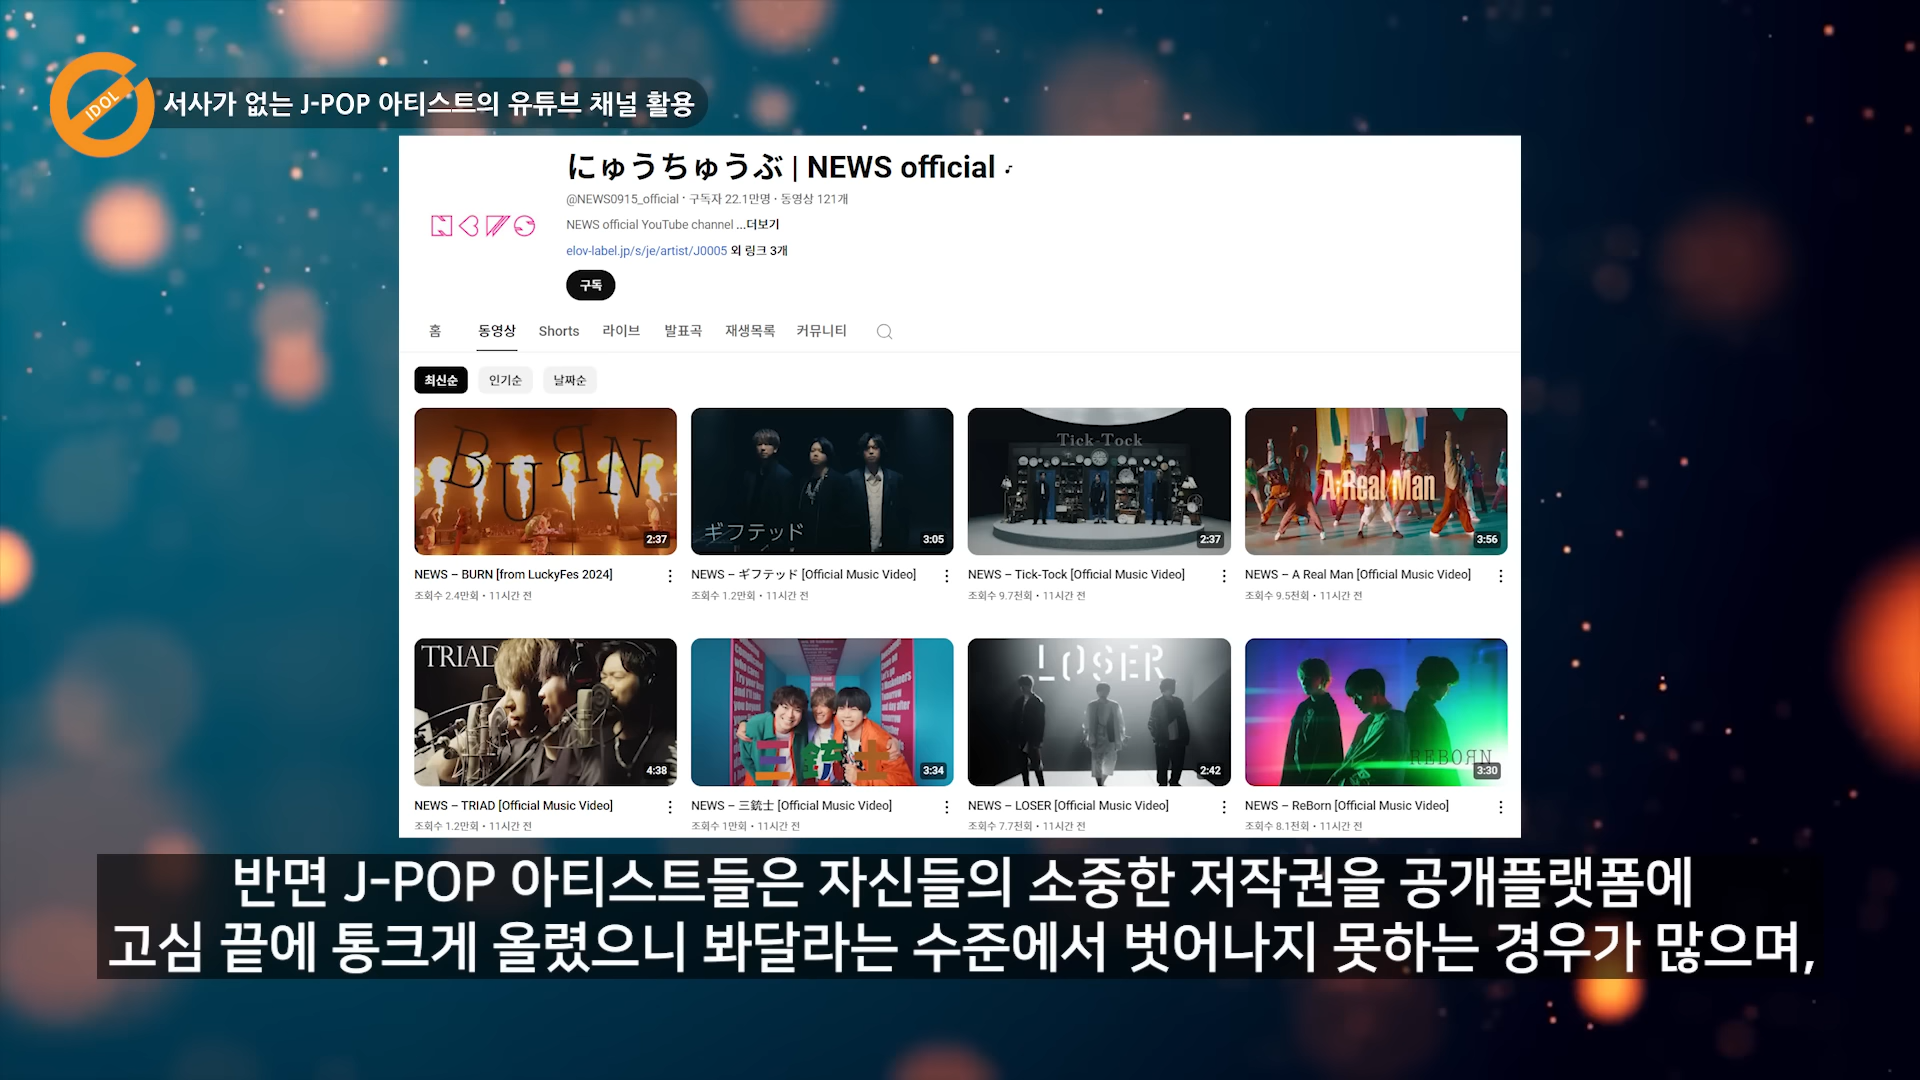 IDOL
서사가 없는 J-POP 아티스트의 유튜브 채널 활용
NEWS
にゅうちゅうぶ | NEWS official ♪
@NEWS0915_official · 구독자 22.1만명 · 동영상 121개
NEWS official YouTube channel ...더보기
elov-label.jp/s/je/artist/J0005 외 링크 3개
구독
홈 동영상 Shorts 라이브 발표곡 재생목록 커뮤니티
최신순 인기순 날짜순
BURN
2:37
ギフテッド
3:05
Tick-Tock
2:37
A Real Man
3:56
NEWS – BURN [from LuckyFes 2024]
조회수 2.4만회 • 11시간 전
NEWS – ギフテッド [Official Music Video]
조회수 1.2만회 • 11시간 전
NEWS – Tick-Tock [Official Music Video]
조회수 9.7천회 • 11시간 전
NEWS – A Real Man [Official Music Video]
조회수 9.5천회 • 11시간 전
TRIAD
4:38
三銃士
3:34
LOSER
2:42
REBORN
3:30
NEWS – TRIAD [Official Music Video]
조회수 1.2만회 • 11시간 전
NEWS – 三銃士 [Official Music Video]
조회수 1만회 • 11시간 전
NEWS – LOSER [Official Music Video]
조회수 7.7천회 • 11시간 전
NEWS – ReBorn [Official Music Video]
조회수 8.1천회 • 11시간 전
반면 J-POP 아티스트들은 자신들의 소중한 저작권을 공개플랫폼에
고심 끝에 통크게 올렸으니 봐달라는 수준에서 벗어나지 못하는 경우가 많으며,